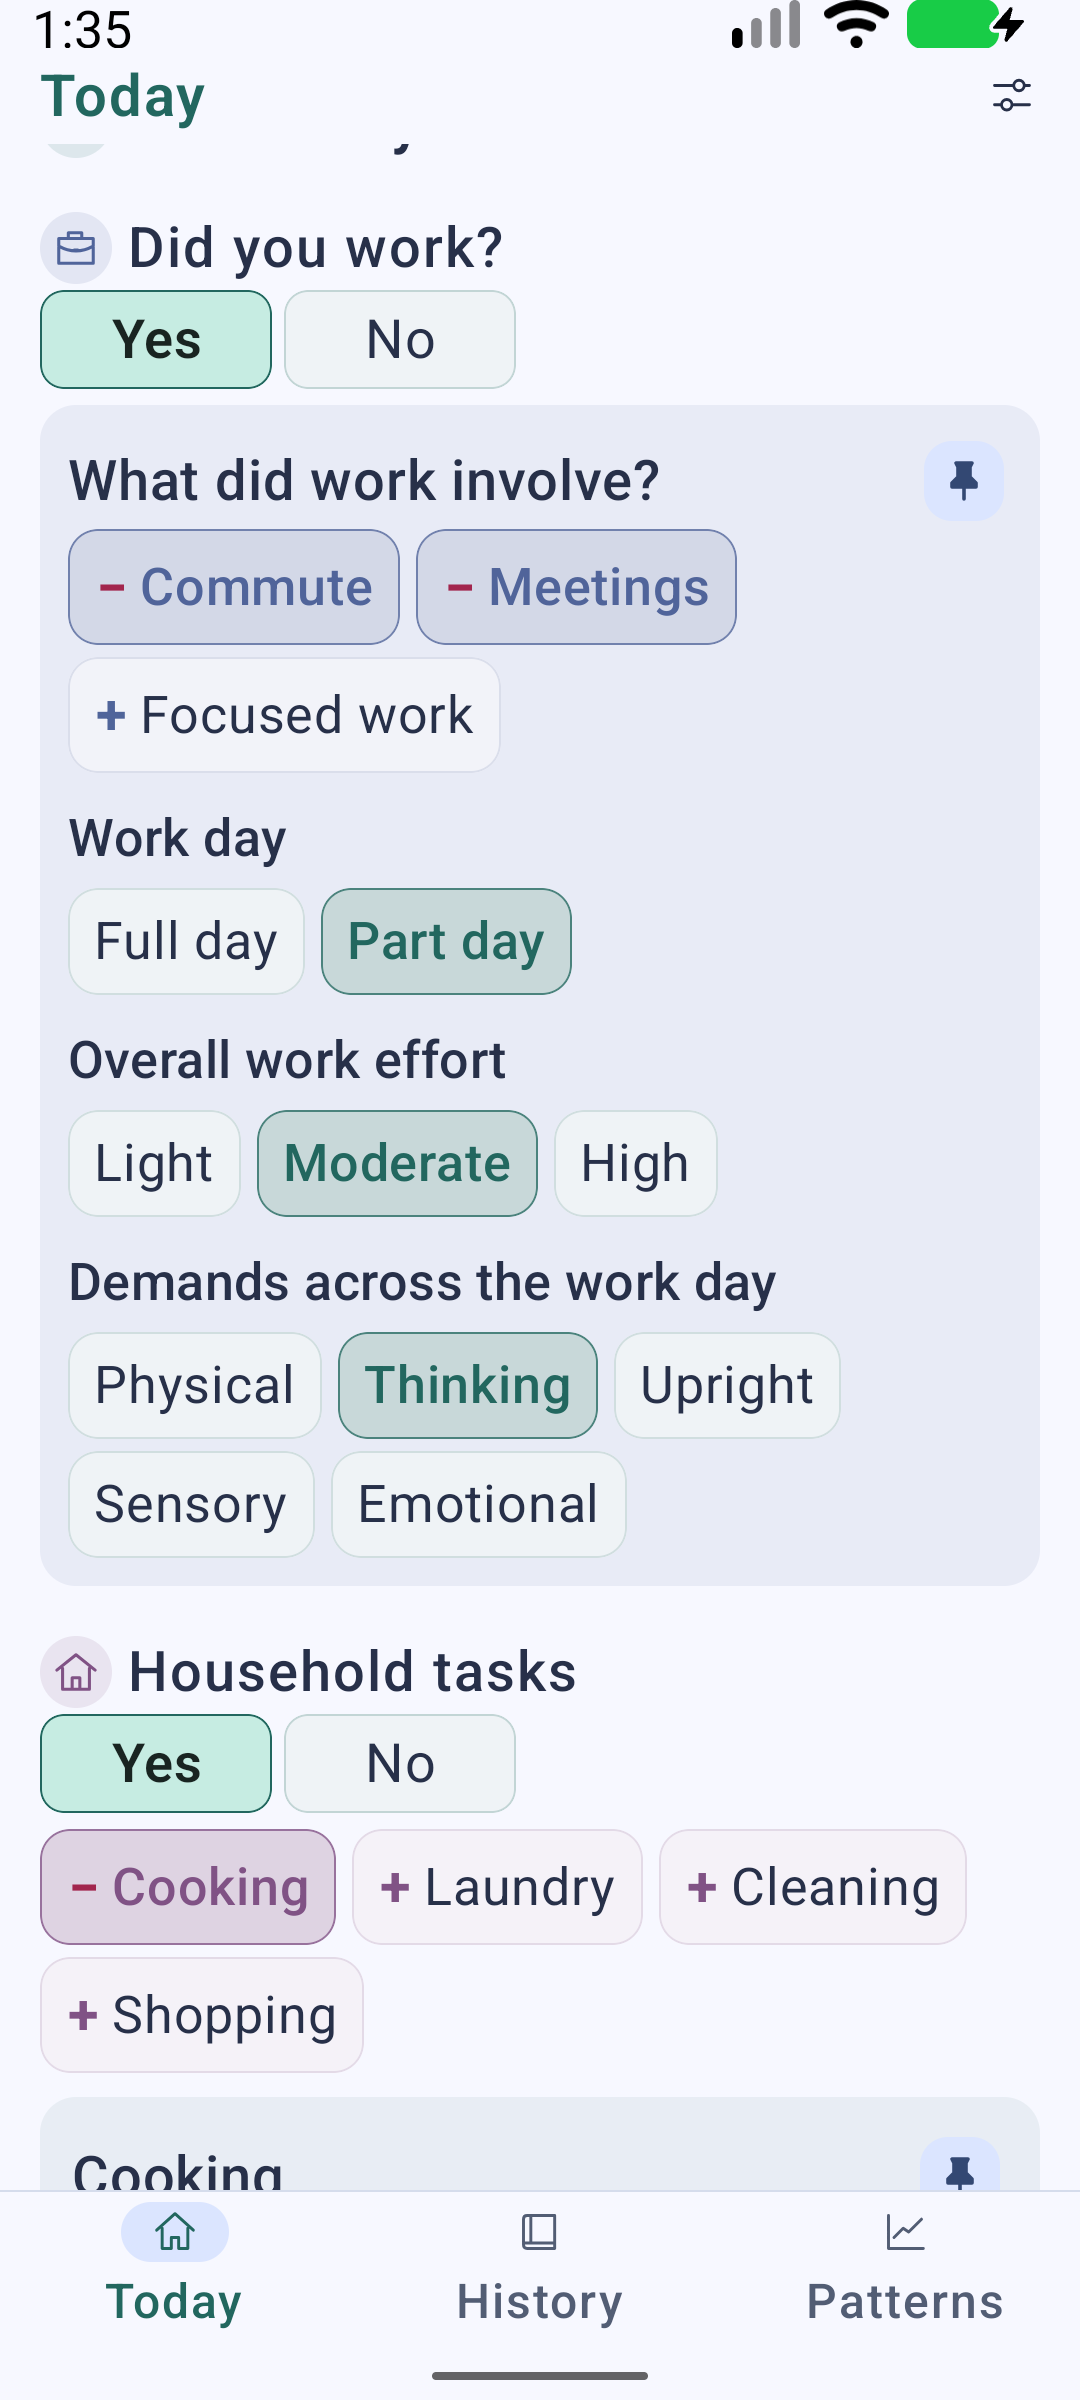 1:35
Today
Did you work?
Yes No
What did work involve?
− Commute − Meetings
+ Focused work
Work day
Full day Part day
Overall work effort
Light Moderate High
Demands across the work day
Physical Thinking Upright
Sensory Emotional
Household tasks
Yes No
− Cooking + Laundry + Cleaning
+ Shopping
Cooking
Today History Patterns